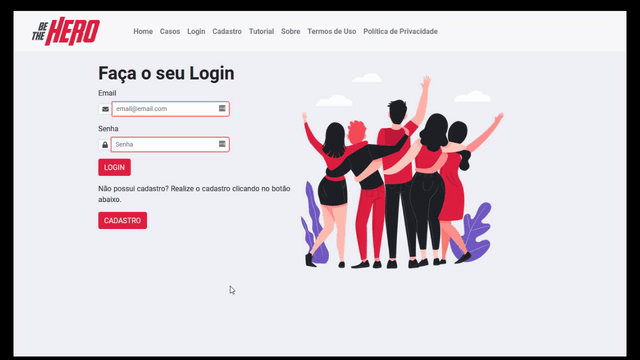 BE THE HERO
Home Casos Login Cadastro Tutorial Sobre Termos de Uso Política de Privacidade
Faça o seu Login
Email
email@email.com
Senha
Senha
LOGIN
Não possui cadastro? Realize o cadastro clicando no botão
abaixo.
CADASTRO